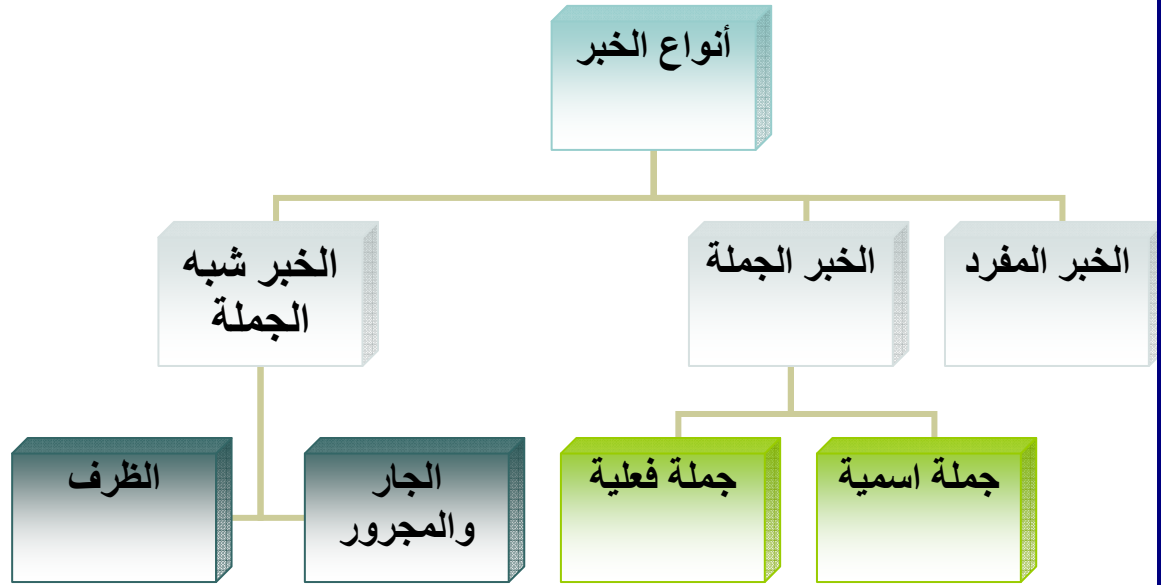 أنواع الخبر
الخبر المفرد
الخبر الجملة
الخبر شبه
الجملة
جملة اسمية
جملة فعلية
الجار
والمجرور
الظرف